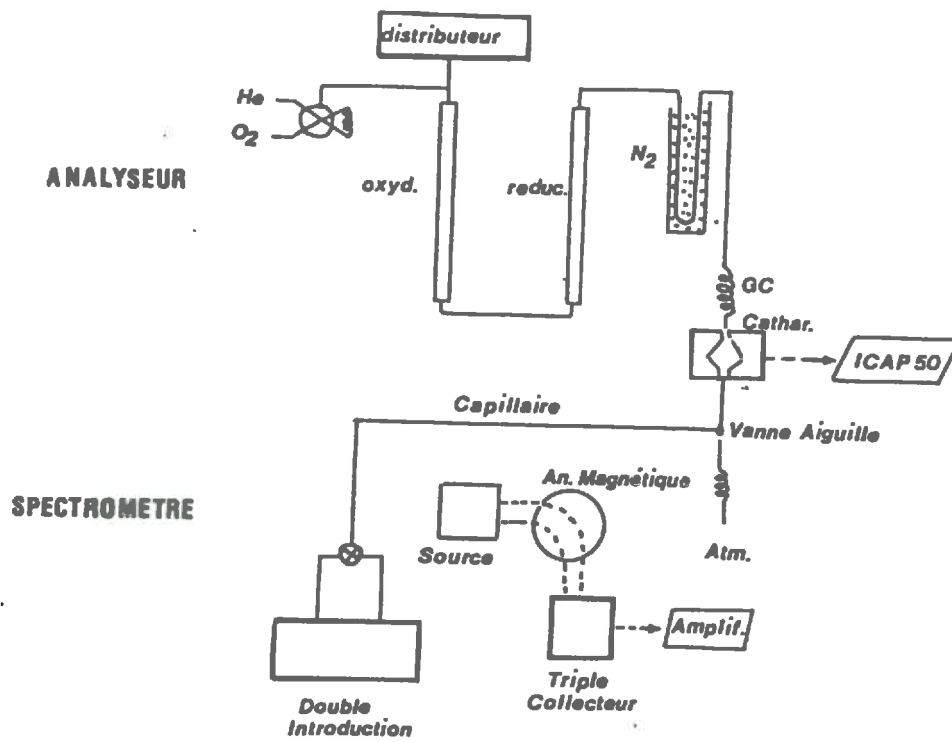 distributeur
He
O2
ANALYSEUR
oxyd.
reduc.
N2
GC
Cathar.
ICAP 50
Capillaire
Vanne Aiguille
SPECTROMETRE
An. Magnétique
Source
Atm.
Amplif.
Triple
Collecteur
Double
Introduction